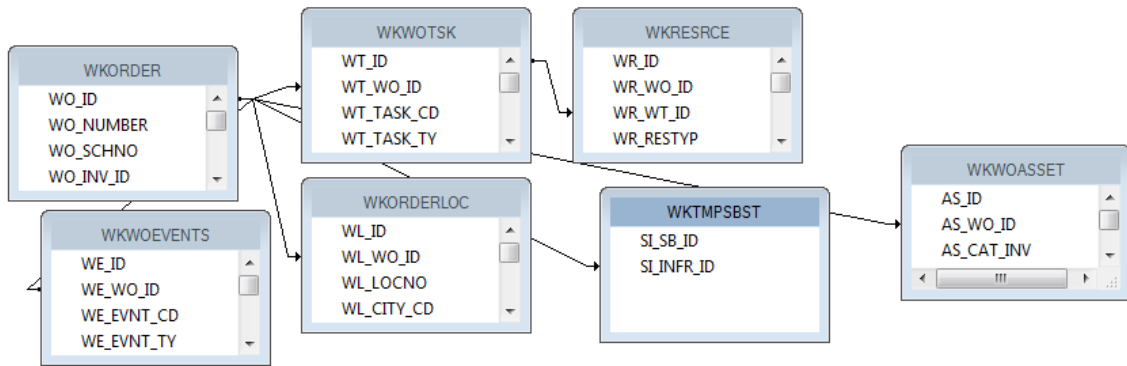 WKORDER
WO_ID
WO_NUMBER
WO_SCHNO
WO_INV_ID
WKWOTSK
WT_ID
WT_WO_ID
WT_TASK_CD
WT_TASK_TY
WKRESRCE
WR_ID
WR_WO_ID
WR_WT_ID
WR_RESTYP
WKWOASSET
AS_ID
AS_WO_ID
AS_CAT_INV
WKWOEVENTS
WE_ID
WE_WO_ID
WE_EVNT_CD
WE_EVNT_TY
WKORDERLOC
WL_ID
WL_WO_ID
WL_LOCNO
WL_CITY_CD
WKTMPSBST
SI_SB_ID
SI_INFR_ID